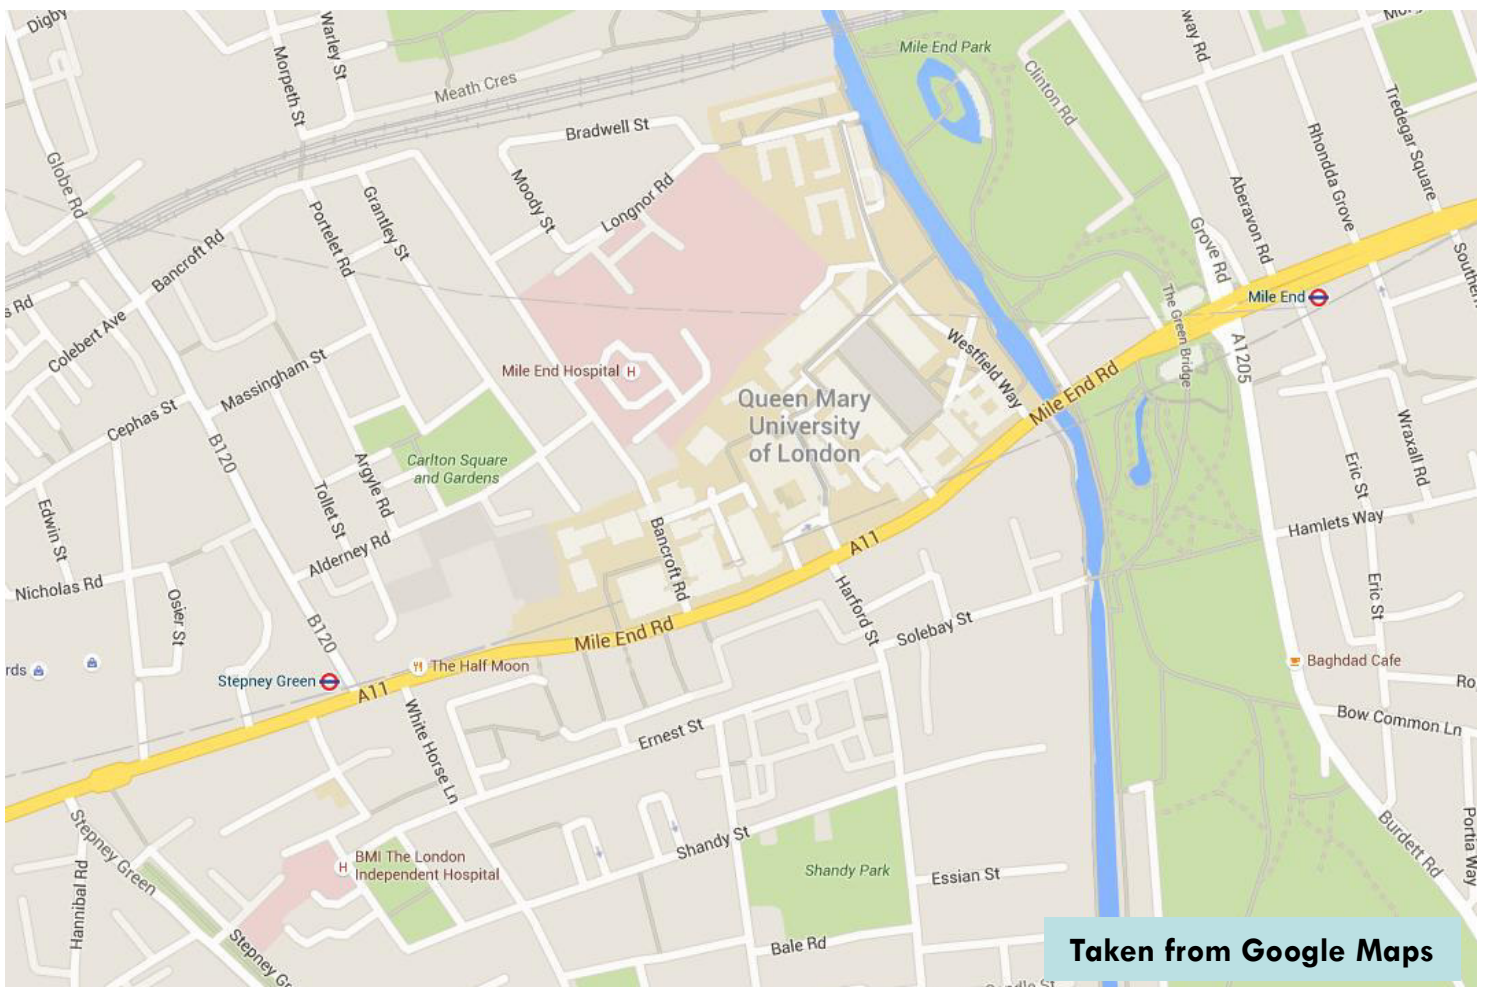 Digby
Warley St
Morpeth St
Meath Cres
Mile End Park
Clinton Rd
way Rd
Tredegar Square
Rhondda Grove
Aberavon Rd
Grove Rd
Globe Rd
Bradwell St
Moody St
Longnor Rd
Grantley St
Portelet Rd
Bancroft Rd
s Rd
Colebert Ave
Mile End
The Green Bridge
Southern
A1205
Massingham St
Mile End Hospital
H
Westfield Way
Mile End Rd
Queen Mary
University
of London
Cephas St
B120
Carlton Square
and Gardens
Argyle Rd
Tollet St
Wraxall Rd
Eric St
Hamlets Way
Edwin St
Alderney Rd
Bancroft Rd
A11
Nicholas Rd
Osier St
B120
Harford St
Solebay St
Eric St
Mile End Rd
rds
The Half Moon
Stepney Green
A11
Baghdad Cafe
Ro
White Horse Ln
Ernest St
Bow Common Ln
Stepney Green
Hannibal Rd
H
BMI The London
Independent Hospital
Shandy St
Shandy Park
Essian St
Burdett Rd
Portia Way
Stepney Gr
Bale Rd
Taken from Google Maps